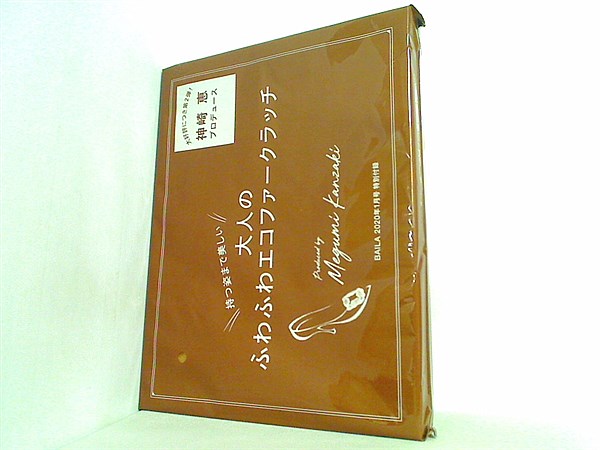 大好評につき第2弾!
神崎 恵
プロデュース
持つ姿まで美しい
大人の
ふわふわエコファークラッチ
Produced by
Megumi Kanzaki
BAILA 2020年1月号 特別付録